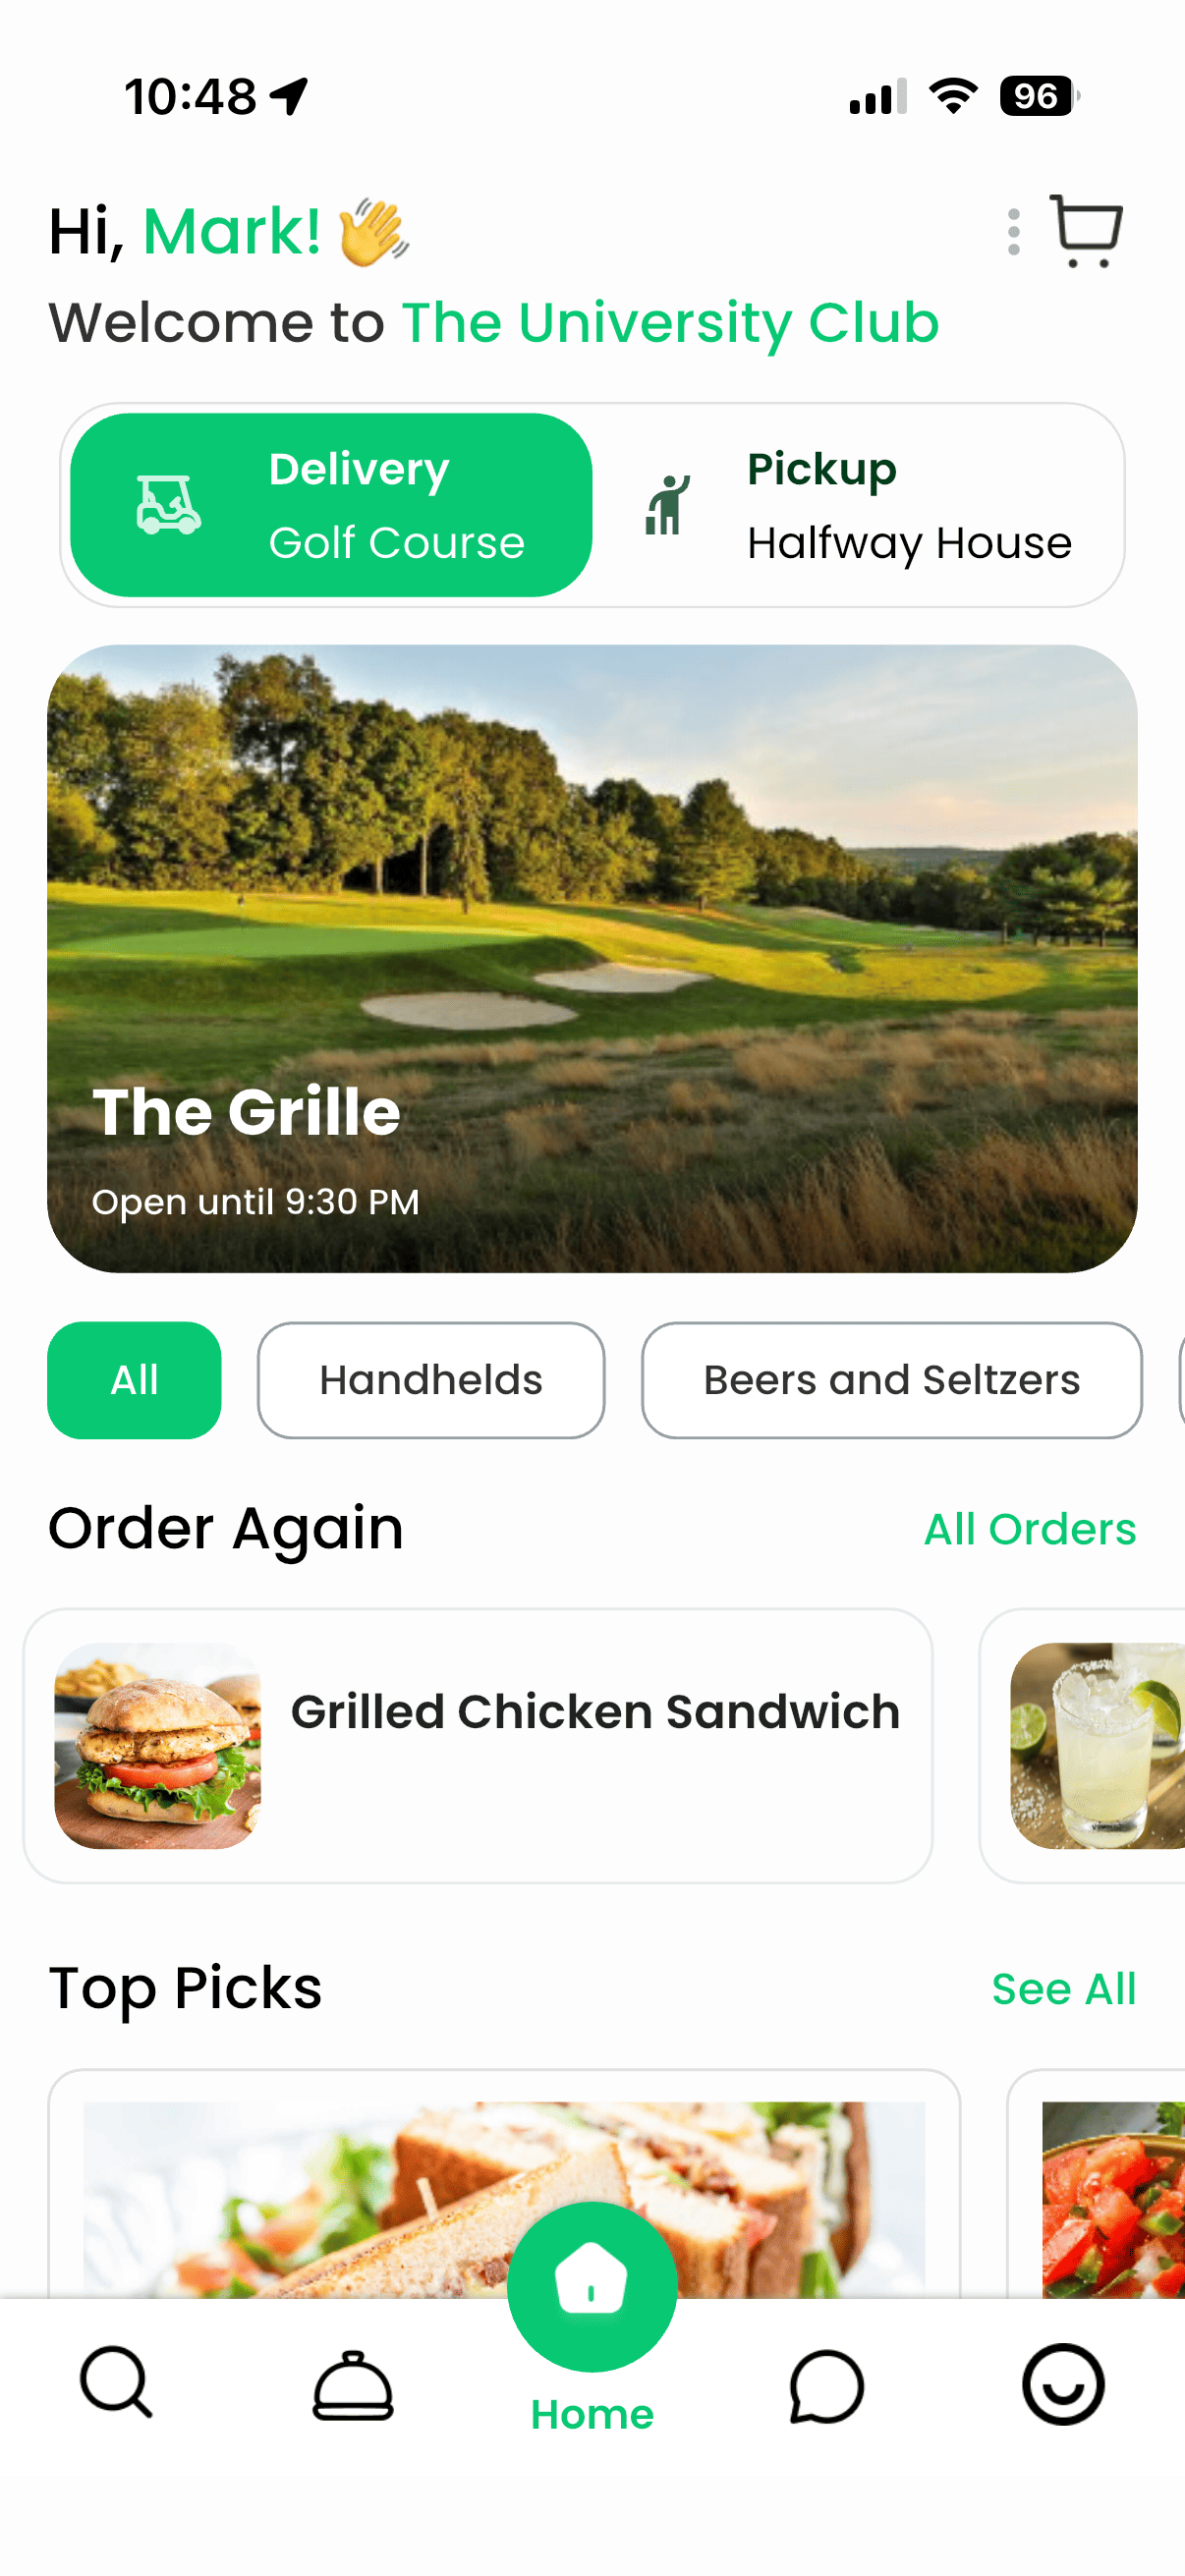 10:48
96
Hi, Mark! 👋
Welcome to The University Club
Delivery
Golf Course
Pickup
Halfway House
The Grille
Open until 9:30 PM
All
Handhelds
Beers and Seltzers
Order Again
All Orders
Grilled Chicken Sandwich
Top Picks
See All
Home